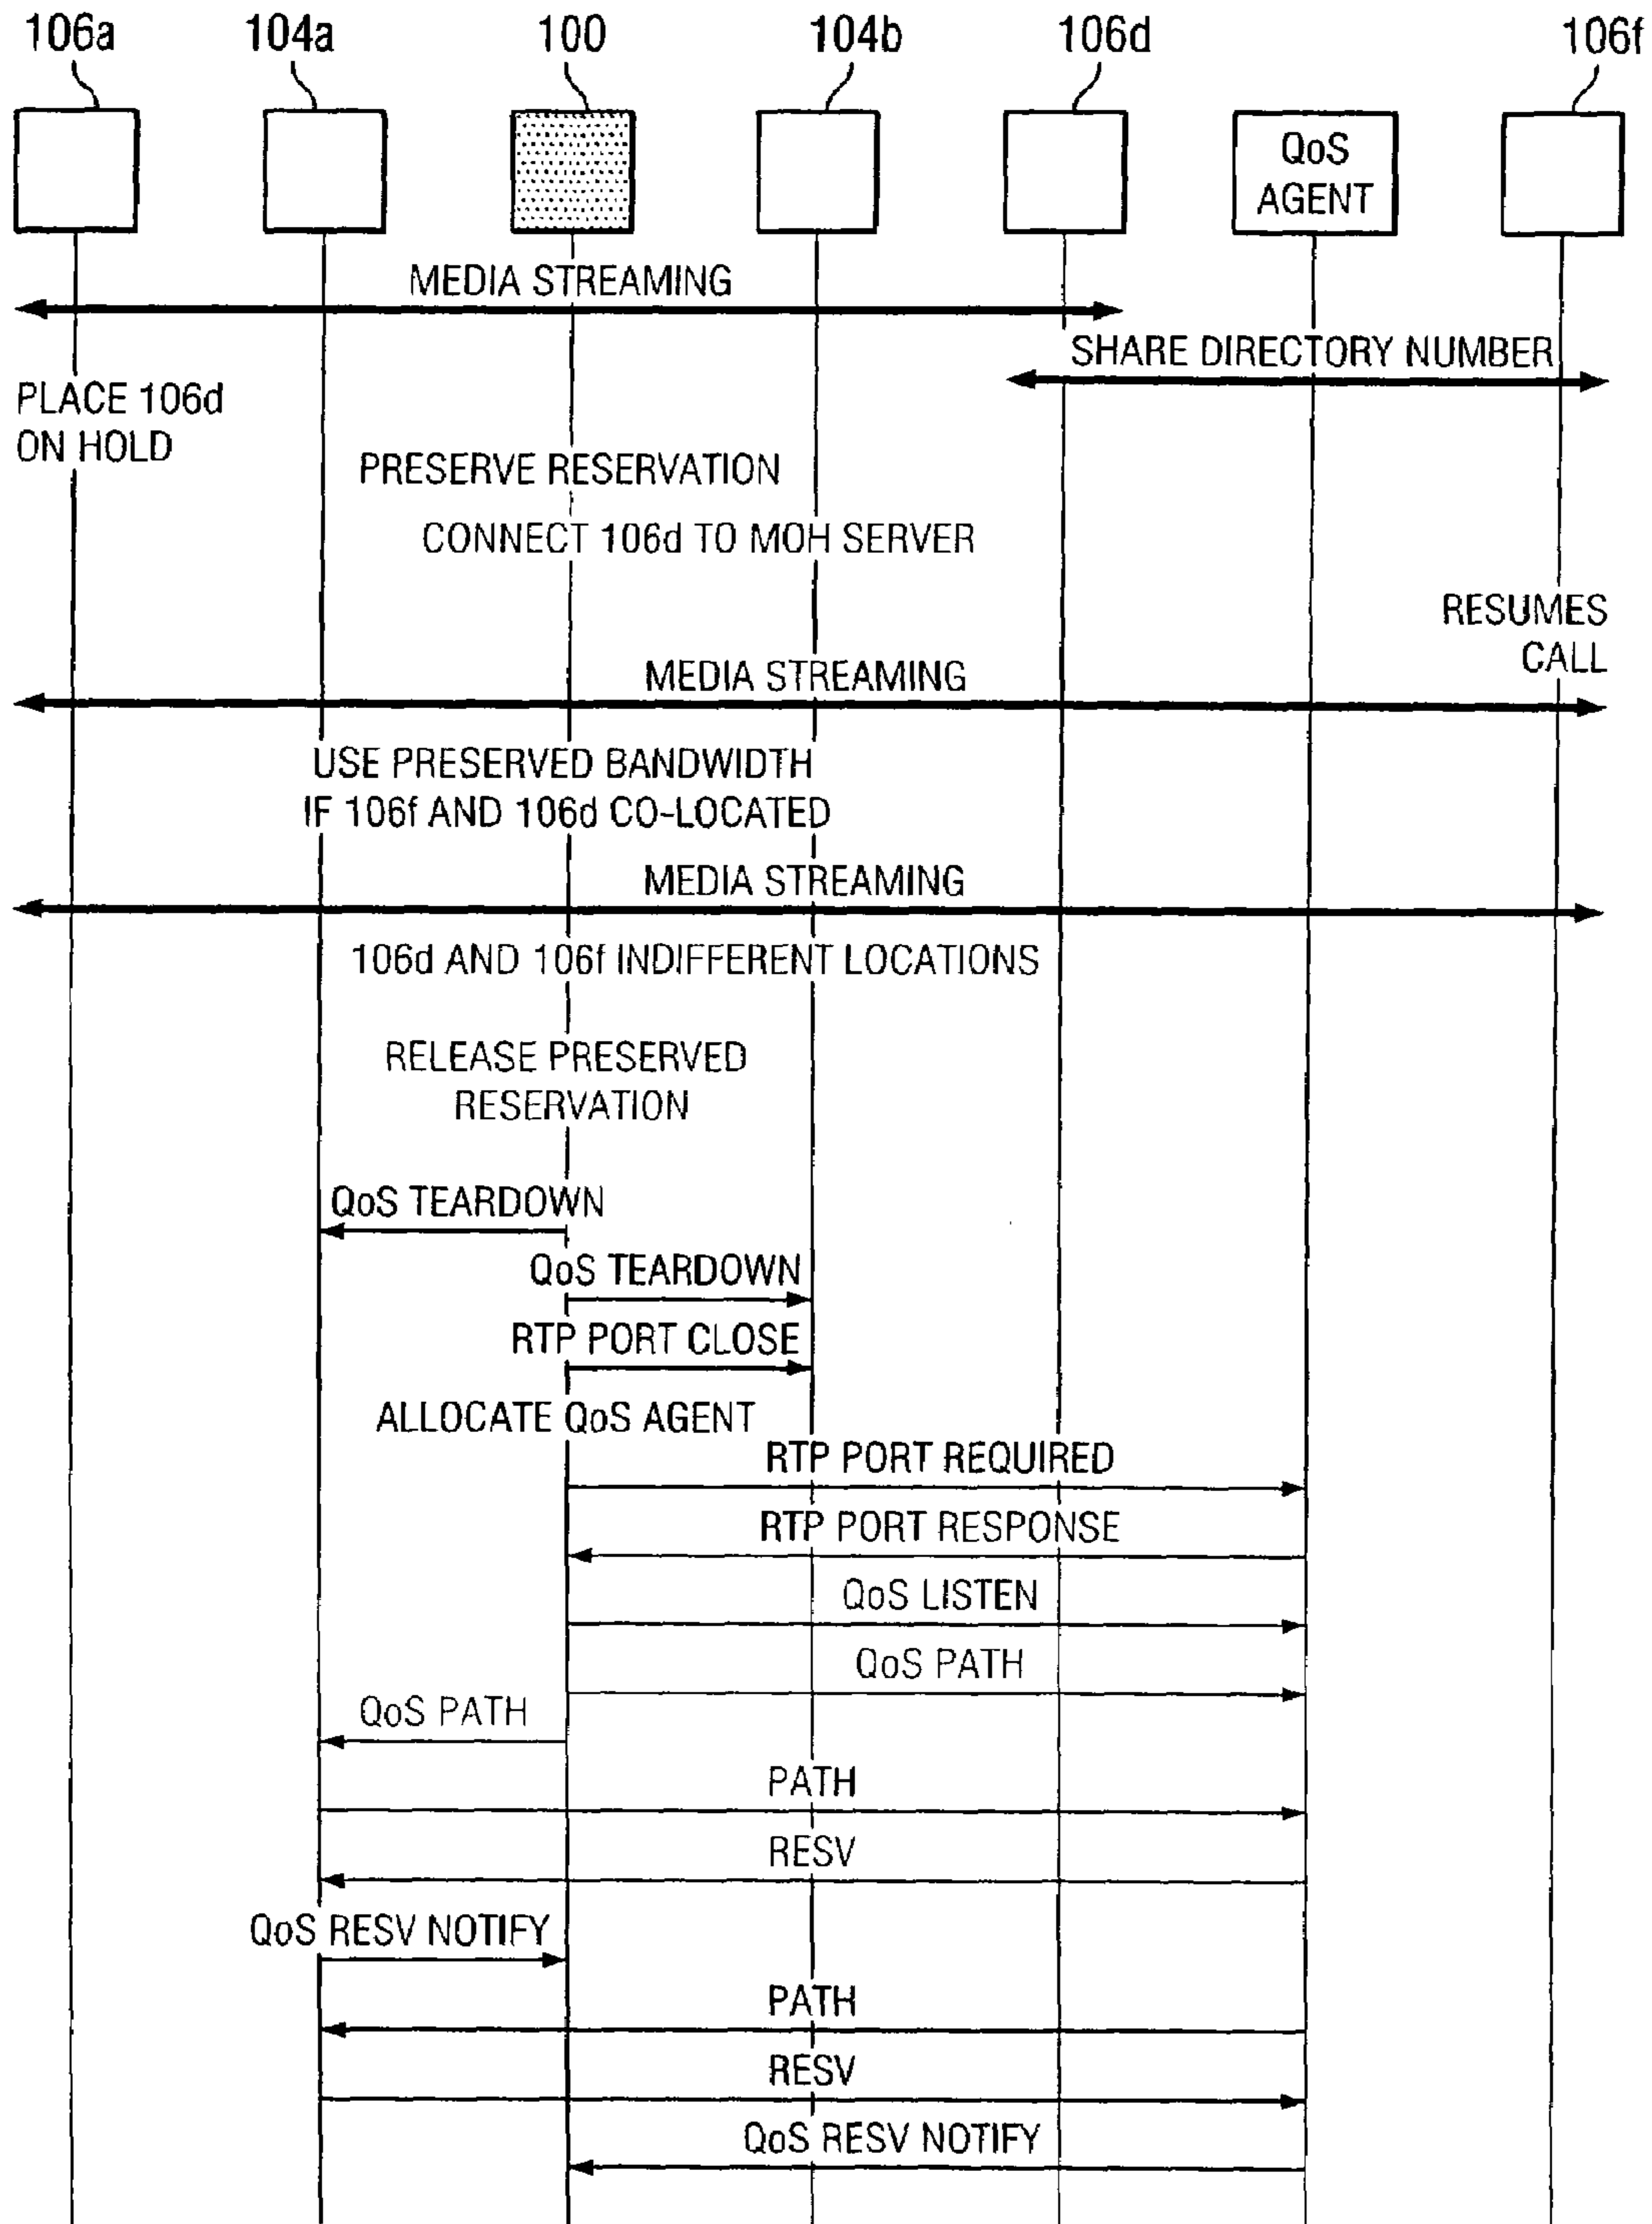 106a 104a 100 104b 106d 106f
QoS
AGENT
MEDIA STREAMING
SHARE DIRECTORY NUMBER
PLACE 106d
ON HOLD
PRESERVE RESERVATION
CONNECT 106d TO MOH SERVER
RESUMES
CALL
MEDIA STREAMING
USE PRESERVED BANDWIDTH
IF 106f AND 106d CO-LOCATED
MEDIA STREAMING
106d AND 106f INDIFFERENT LOCATIONS
RELEASE PRESERVED
RESERVATION
QoS TEARDOWN
QoS TEARDOWN
RTP PORT CLOSE
ALLOCATE QoS AGENT
RTP PORT REQUIRED
RTP PORT RESPONSE
QoS LISTEN
QoS PATH
QoS PATH
PATH
RESV
QoS RESV NOTIFY
PATH
RESV
QoS RESV NOTIFY